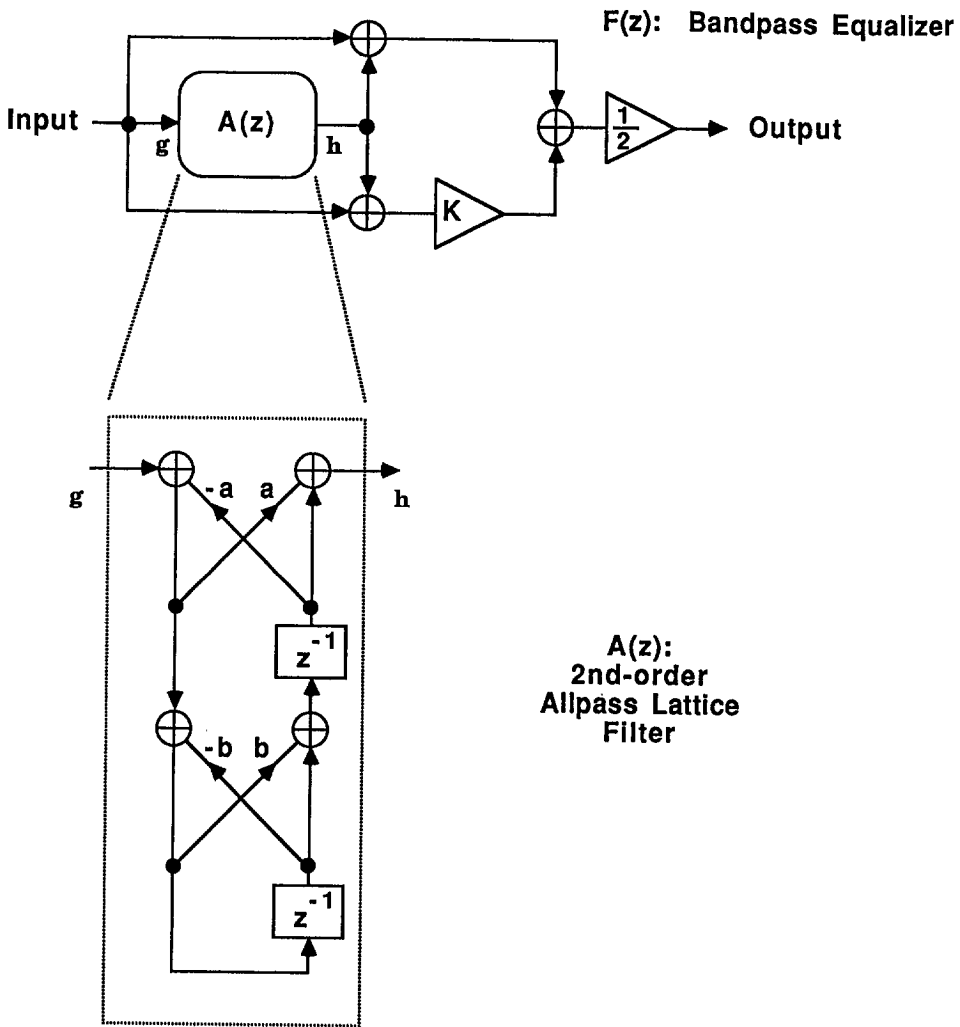 F(z): Bandpass Equalizer
Input
g
A(z)
h
K
1
2
Output
g
-a
a
h
z-1
-b
b
z-1
A(z):
2nd-order
Allpass Lattice
Filter